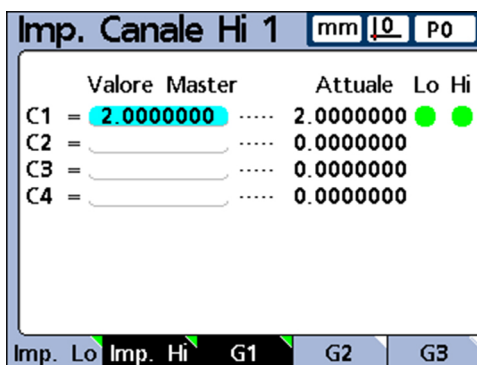 Imp. Canale Hi 1 mm 0 P0
Valore Master Attuale Lo Hi
C1 = 2.0000000 ..... 2.0000000
C2 = ..... 0.0000000
C3 = ..... 0.0000000
C4 = ..... 0.0000000
Imp. Lo Imp. Hi G1 G2 G3